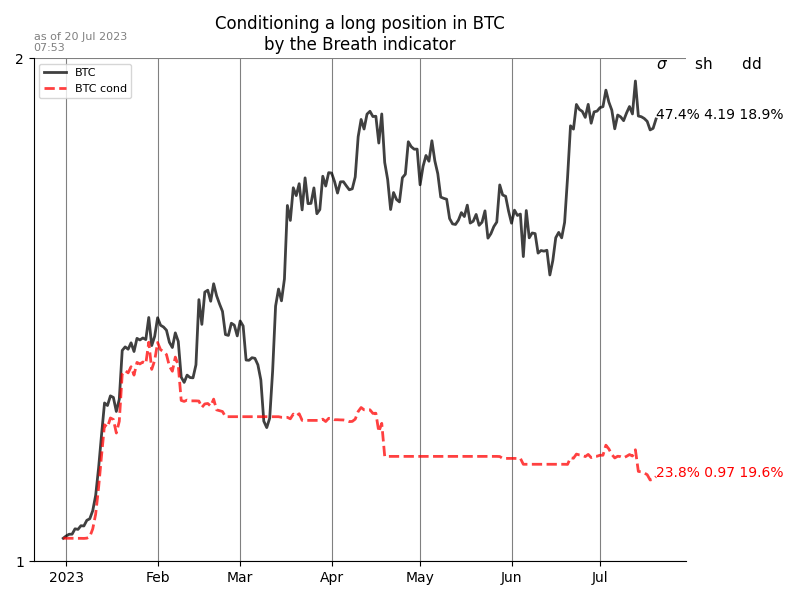 Conditioning a long position in BTC
by the Breath indicator
as of 20 Jul 2023
07:53
σ sh dd
BTC
BTC cond
47.4% 4.19 18.9%
23.8% 0.97 19.6%
2
1
2023 Feb Mar Apr May Jun Jul